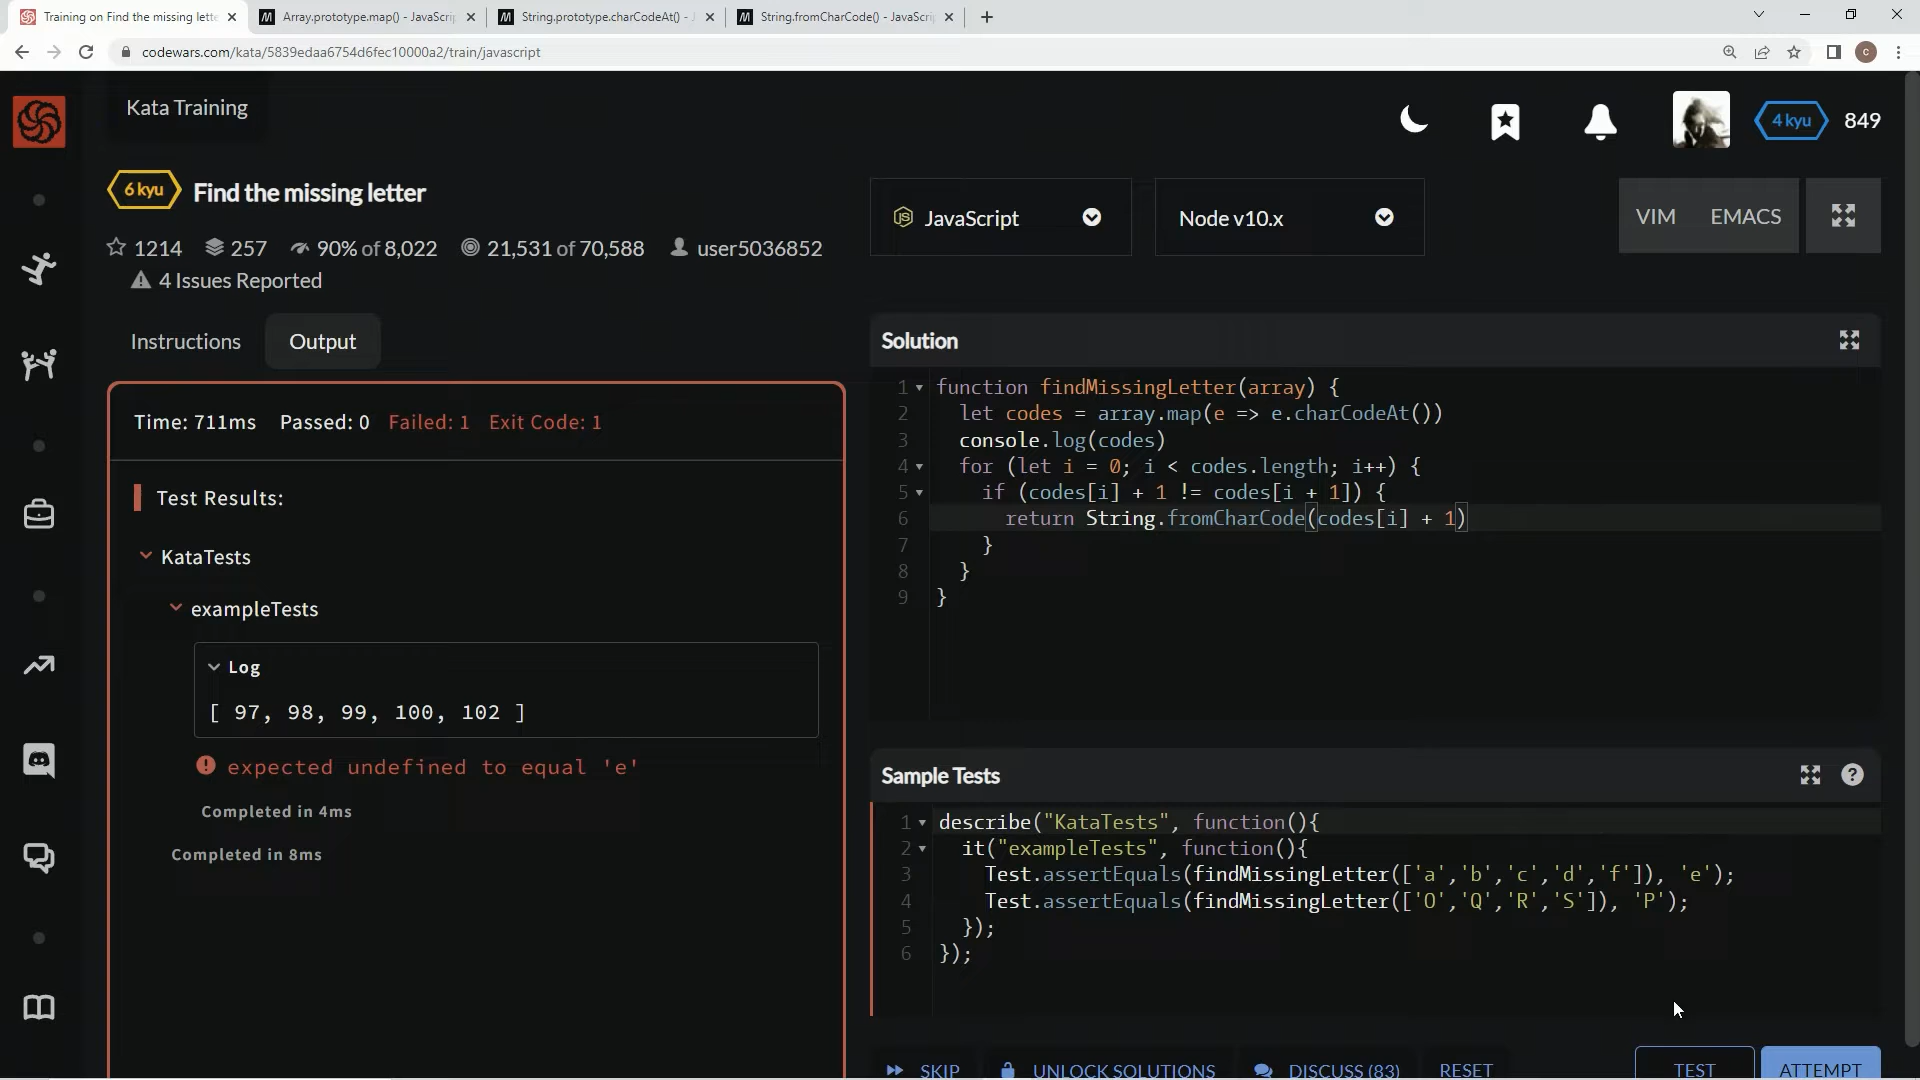 Training on Find the missing lette
Array.prototype.map() - JavaScri
String.prototype.charCodeAt() - J
String.fromCharCode() - JavaScri
codewars.com/kata/5839edaa6754d6fec10000a2/train/javascript
C
Kata Training
4 kyu
849
6 kyu
Find the missing letter
1214 257 90% of 8,022 21,531 of 70,588 user5036852
4 Issues Reported
JavaScript
Node v10.x
VIM EMACS
Instructions
Output
Time: 711ms Passed: 0 Failed: 1 Exit Code: 1
Test Results:
KataTests
exampleTests
Log
[ 97, 98, 99, 100, 102 ]
expected undefined to equal 'e'
Completed in 4ms
Completed in 8ms
Solution
1 function findMissingLetter(array) {
2 let codes = array.map(e => e.charCodeAt())
3 console.log(codes)
4 for (let i = 0; i < codes.length; i++) {
5 if (codes[i] + 1 != codes[i + 1]) {
6 return String.fromCharCode(codes[i] + 1)
7 }
8 }
9 }
Sample Tests
1 describe("KataTests", function(){
2 it("exampleTests", function(){
3 Test.assertEquals(findMissingLetter(['a','b','c','d','f']), 'e');
4 Test.assertEquals(findMissingLetter(['O','Q','R','S']), 'P');
5 });
6 });
SKIP
UNLOCK SOLUTIONS
DISCUSS (83)
RESET
TEST
ATTEMPT